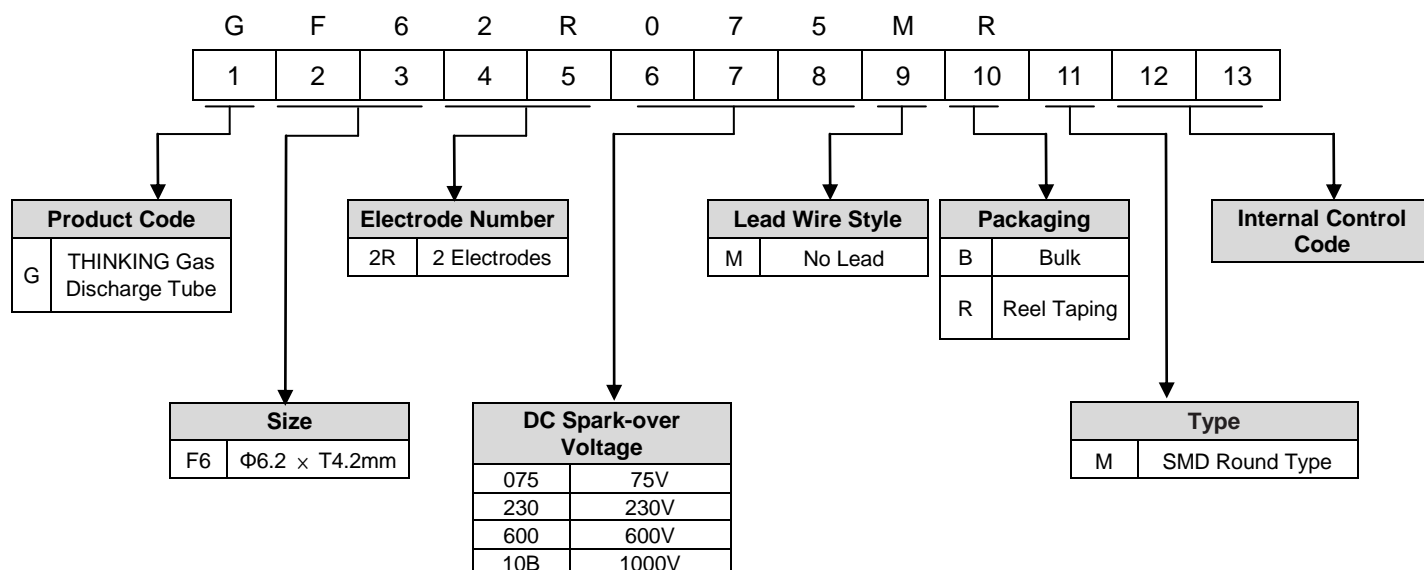 G F 6 2 R 0 7 5 M R
1 2 3 4 5 6 7 8 9 10 11 12 13
Product Code
G THINKING Gas
Discharge Tube
Electrode Number
2R 2 Electrodes
Lead Wire Style
M No Lead
Packaging
B Bulk
R Reel Taping
Internal Control
Code
Size
F6 Φ6.2 × T4.2mm
DC Spark-over
Voltage
075 75V
230 230V
600 600V
10B 1000V
Type
M SMD Round Type